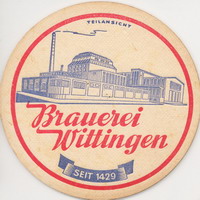 TEILANSICHT
Brauerei
Wittingen
SEIT 1429